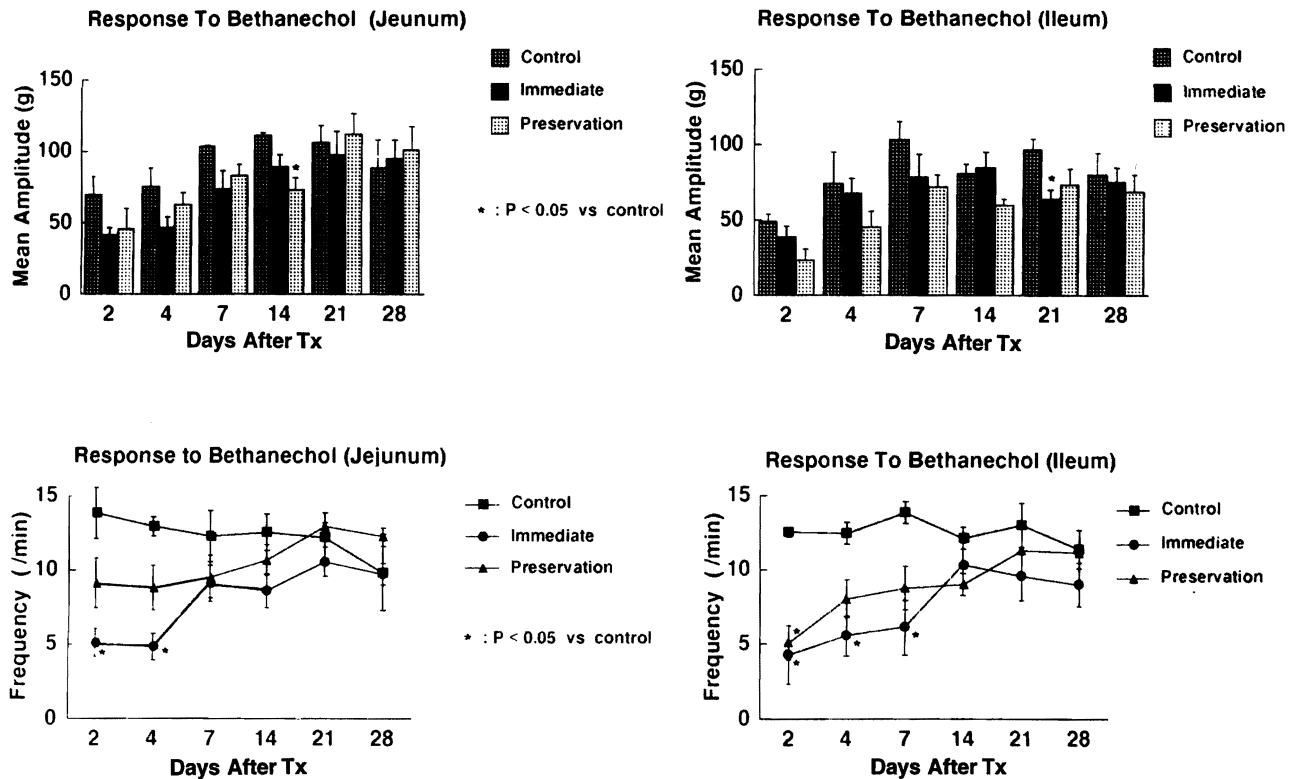 Response To Bethanechol (Jeunum)
Control
Immediate
Preservation
* : P < 0.05 vs control
Mean Amplitude (g)
150
100
50
0
*
2 4 7 14 21 28
Days After Tx
Response To Bethanechol (Ileum)
Control
Immediate
Preservation
Mean Amplitude (g)
150
100
50
0
*
2 4 7 14 21 28
Days After Tx
Response to Bethanechol (Jejunum)
Control
Immediate
Preservation
* : P < 0.05 vs control
Frequency ( /min)
15
10
5
0
* *
2 4 7 14 21 28
Days After Tx
Response To Bethanechol (Ileum)
Control
Immediate
Preservation
Frequency ( /min)
15
10
5
0
*
* * *
2 4 7 14 21 28
Days After Tx